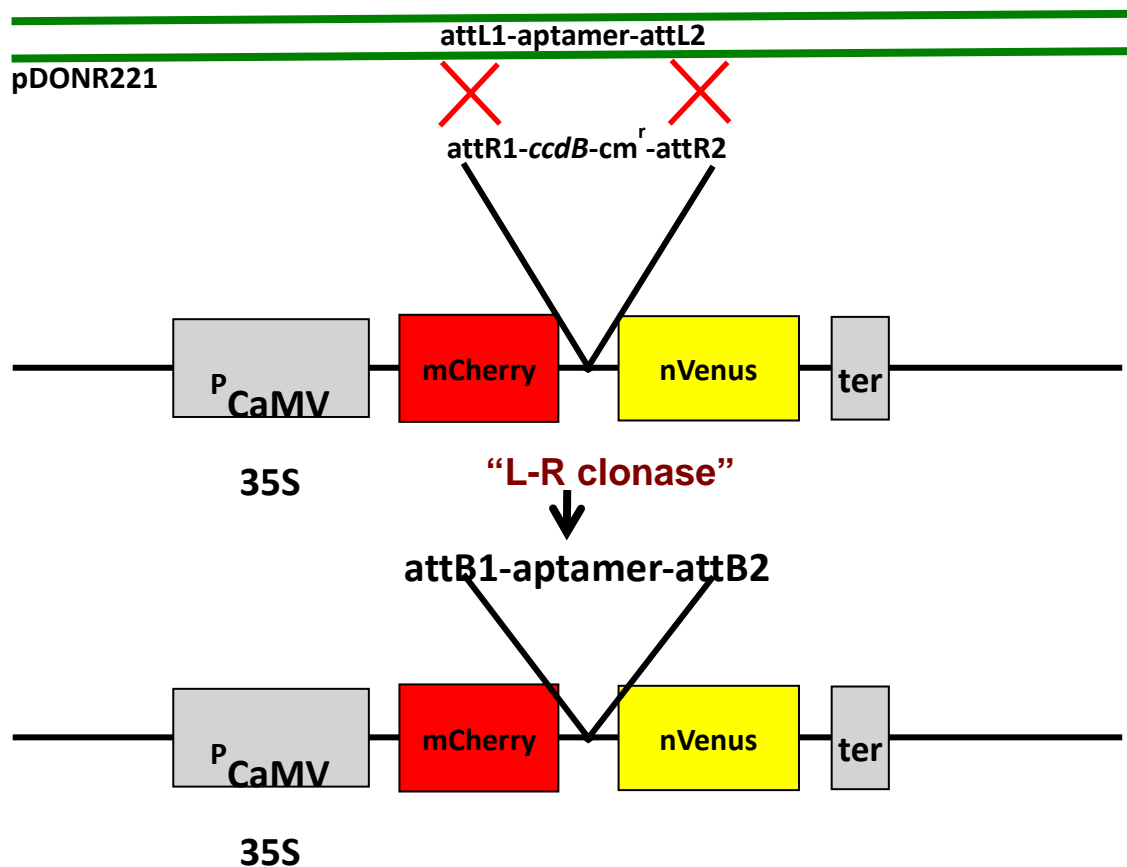 attL1-aptamer-attL2
pDONR221
attR1-ccdB-cmʳ-attR2
PCaMV
35S
mCherry
nVenus
ter
“L-R clonase”
attB1-aptamer-attB2
PCaMV
35S
mCherry
nVenus
ter